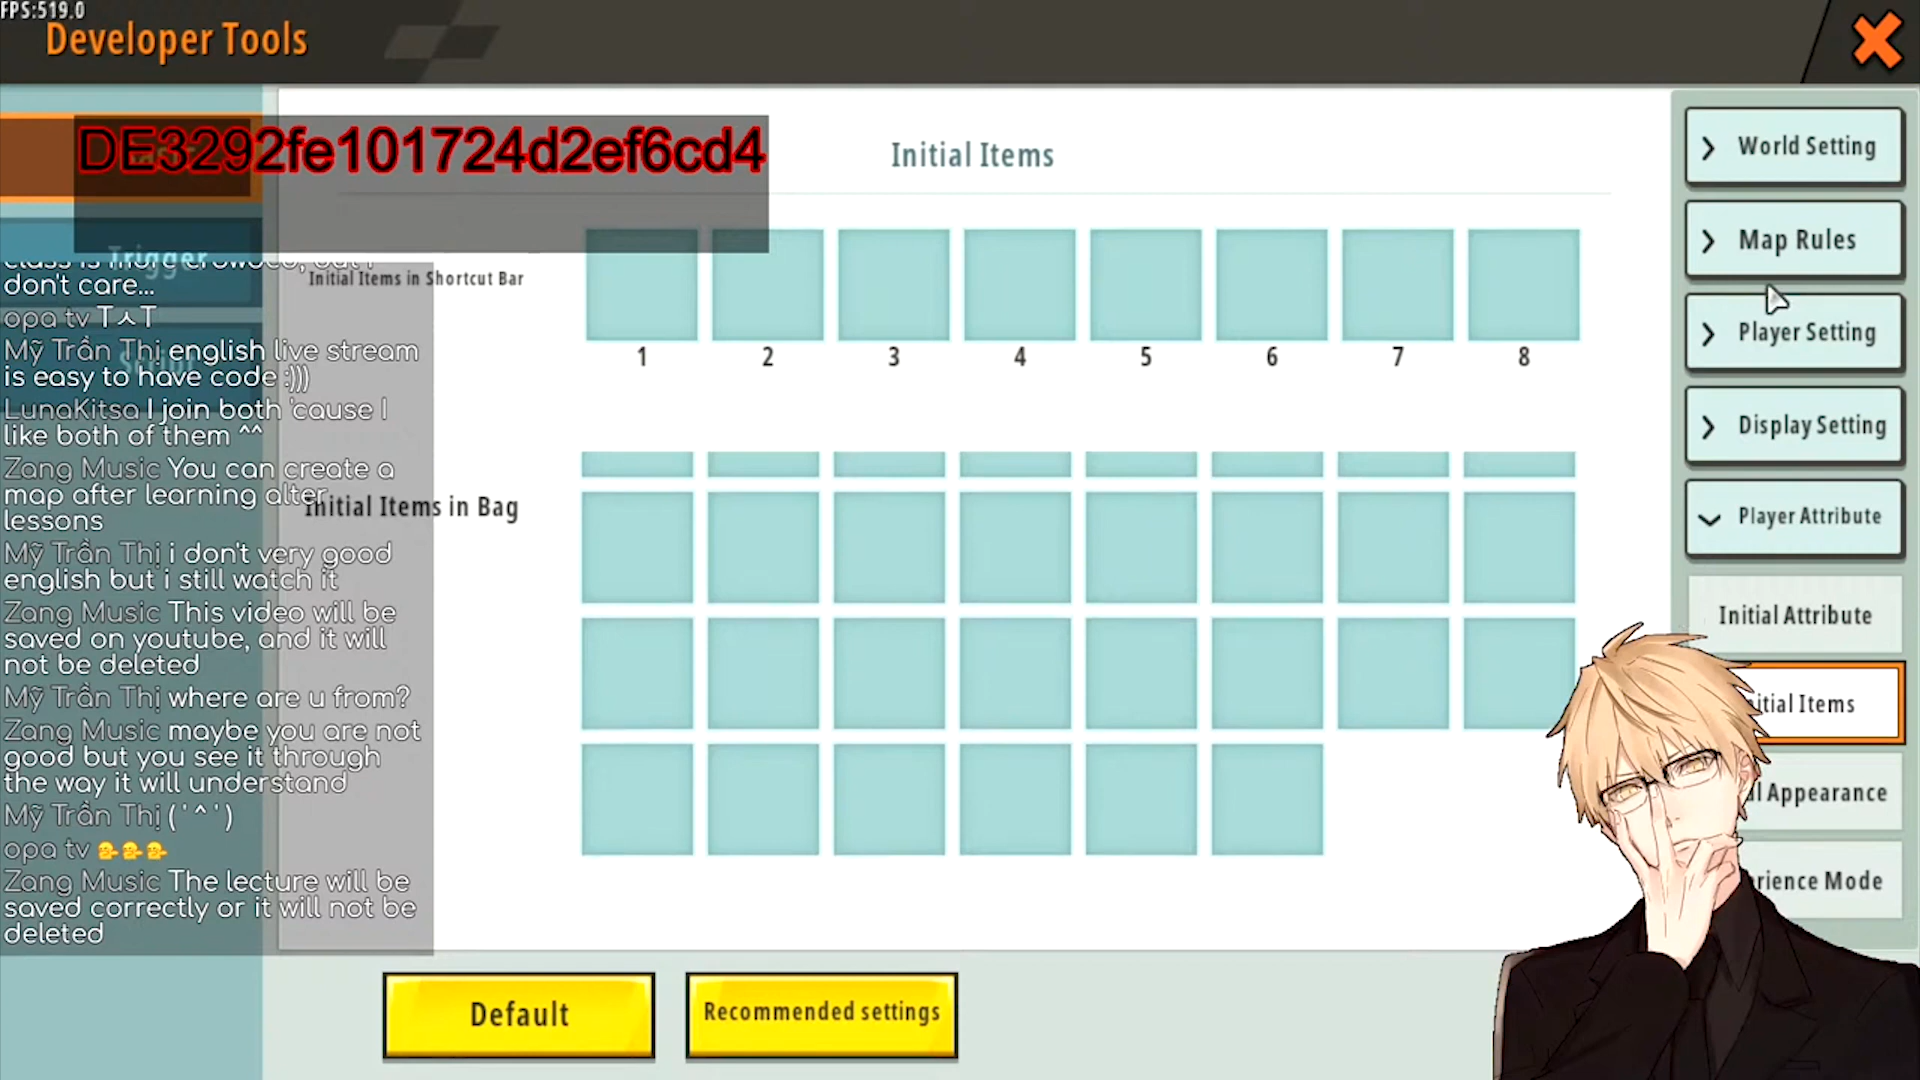 FPS:519.0
Developer Tools
DE3292fe101724d2ef6cd4
Trigger
Script
don't care...
opa tv TㅅT
Mỹ Trần Thị english live stream
is easy to have code :)))
LunaKitsa I join both 'cause I
like both of them ^^
Zang Music You can create a
map after learning alter
lessons
Mỹ Trần Thị i don't very good
english but i still watch it
Zang Music This video will be
saved on youtube, and it will
not be deleted
Mỹ Trần Thị where are u from?
Zang Music maybe you are not
good but you see it through
the way it will understand
Mỹ Trần Thị ( ' ^ ' )
opa tv
Zang Music The lecture will be
saved correctly or it will not be
deleted
Initial Items
Initial Items in Shortcut Bar
1 2 3 4 5 6 7 8
Initial Items in Bag
Default
Recommended settings
World Setting
Map Rules
Player Setting
Display Setting
Player Attribute
Initial Attribute
Items
Appearance
Mode